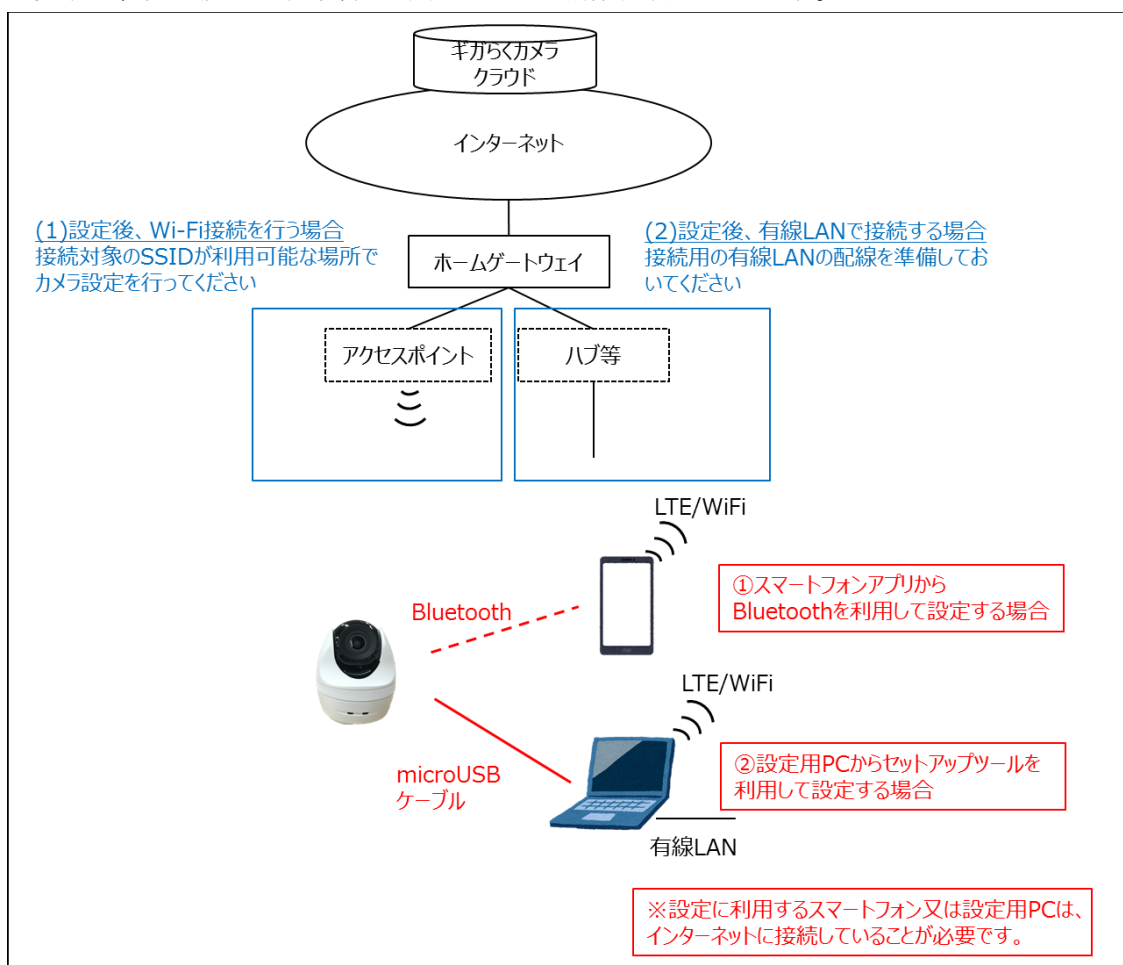 ギガらくカメラ
クラウド
インターネット
(1)設定後、Wi-Fi接続を行う場合
接続対象のSSIDが利用可能な場所で
カメラ設定を行ってください
(2)設定後、有線LANで接続する場合
接続用の有線LANの配線を準備してお
いてください
ホームゲートウェイ
アクセスポイント
ハブ等
LTE/WiFi
①スマートフォンアプリから
Bluetoothを利用して設定する場合
Bluetooth
LTE/WiFi
②設定用PCからセットアップツールを
利用して設定する場合
microUSB
ケーブル
有線LAN
※設定に利用するスマートフォン又は設定用PCは、
インターネットに接続していることが必要です。